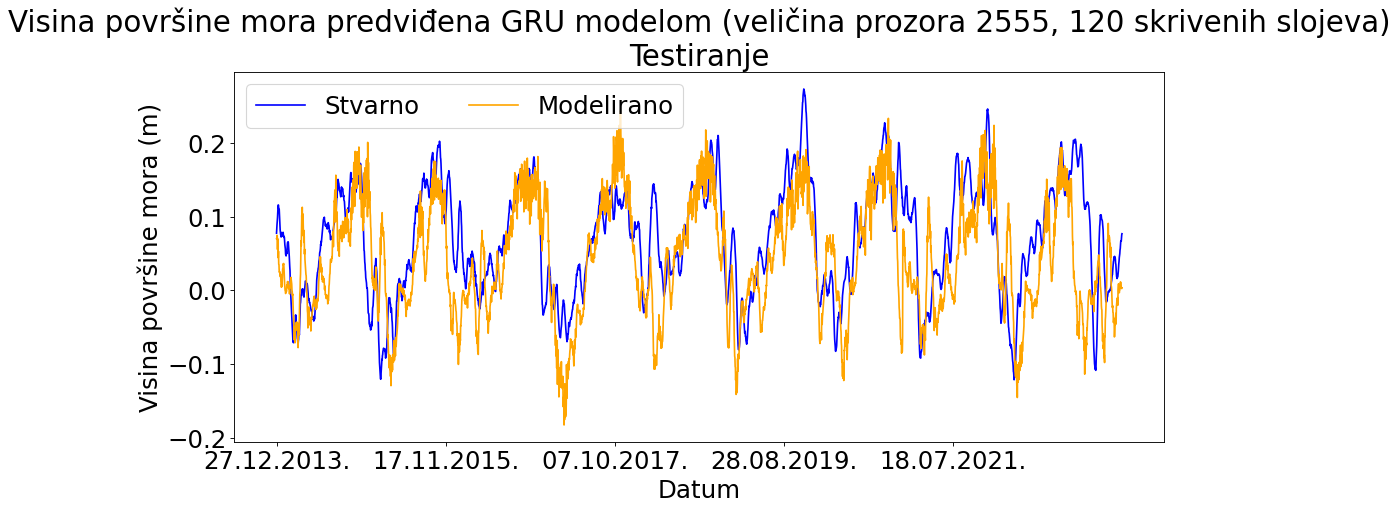 Visina površine mora predviđena GRU modelom (veličina prozora 2555, 120 skrivenih slojeva)
Testiranje
Stvarno
Modelirano
Visina površine mora (m)
0.2
0.1
0.0
−0.1
−0.2
27.12.2013.
17.11.2015.
07.10.2017.
28.08.2019.
18.07.2021.
Datum